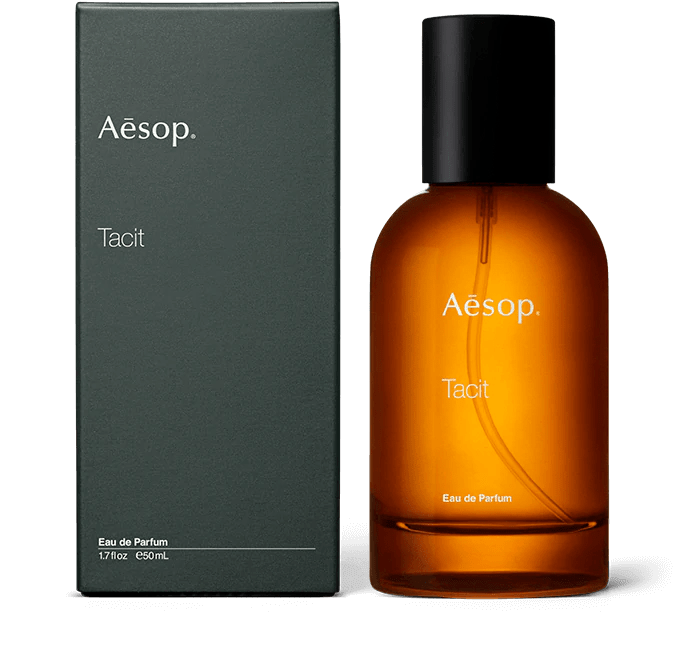 Aēsop®
Tacit
Eau de Parfum
1.7 fl oz ℮50 mL
Aēsop®
Tacit
Eau de Parfum